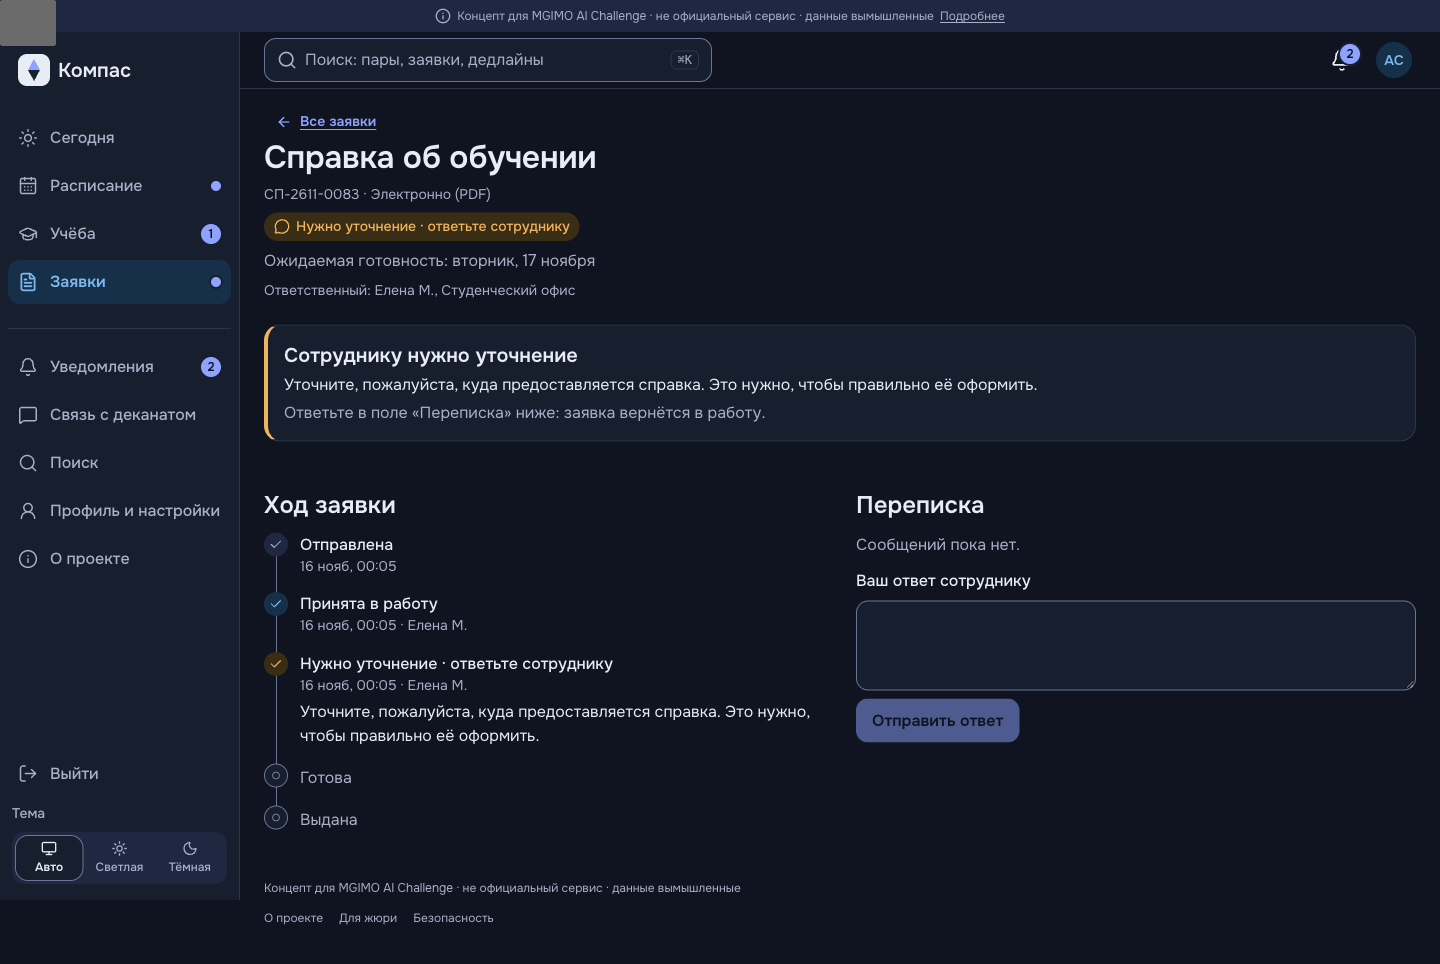 Концепт для MGIMO AI Challenge · не официальный сервис · данные вымышленные Подробнее
Компас
Поиск: пары, заявки, дедлайны ⌘K
2
АС
Сегодня
Расписание
Учёба 1
Заявки
Уведомления 2
Связь с деканатом
Поиск
Профиль и настройки
О проекте
Выйти
Тема
Авто Светлая Тёмная
Все заявки
Справка об обучении
СП-2611-0083 · Электронно (PDF)
Нужно уточнение · ответьте сотруднику
Ожидаемая готовность: вторник, 17 ноября
Ответственный: Елена М., Студенческий офис
Сотруднику нужно уточнение
Уточните, пожалуйста, куда предоставляется справка. Это нужно, чтобы правильно её оформить.
Ответьте в поле «Переписка» ниже: заявка вернётся в работу.
Ход заявки
Отправлена
16 нояб, 00:05
Принята в работу
16 нояб, 00:05 · Елена М.
Нужно уточнение · ответьте сотруднику
16 нояб, 00:05 · Елена М.
Уточните, пожалуйста, куда предоставляется справка. Это нужно,
чтобы правильно её оформить.
Готова
Выдана
Переписка
Сообщений пока нет.
Ваш ответ сотруднику
Отправить ответ
Концепт для MGIMO AI Challenge · не официальный сервис · данные вымышленные
О проекте Для жюри Безопасность